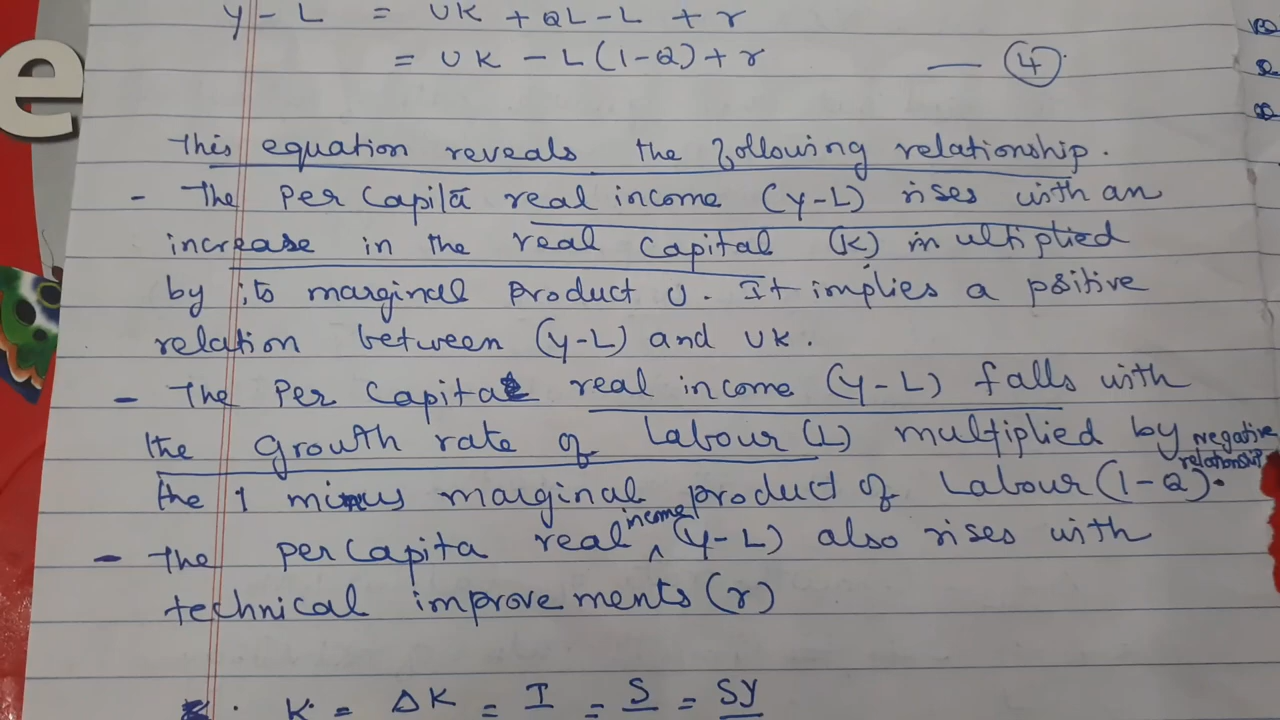 y - L = UK + QL - L + r
= UK - L (1-Q) + r — ④
This equation reveals the following relationship.
- The Per Capita real income (y-L) rises with an
increase in the real capital (K) multiplied
by its marginal product U. It implies a positive
relation between (y-L) and UK.
- The Per Capita real income (y-L) falls with
the growth rate of Labour (L) multiplied by negative relationship
the 1 minus marginal product of Labour (1-Q).
- The percapita real income (y-L) also rises with
technical improvements (r)
K = ΔK = I = S = SY